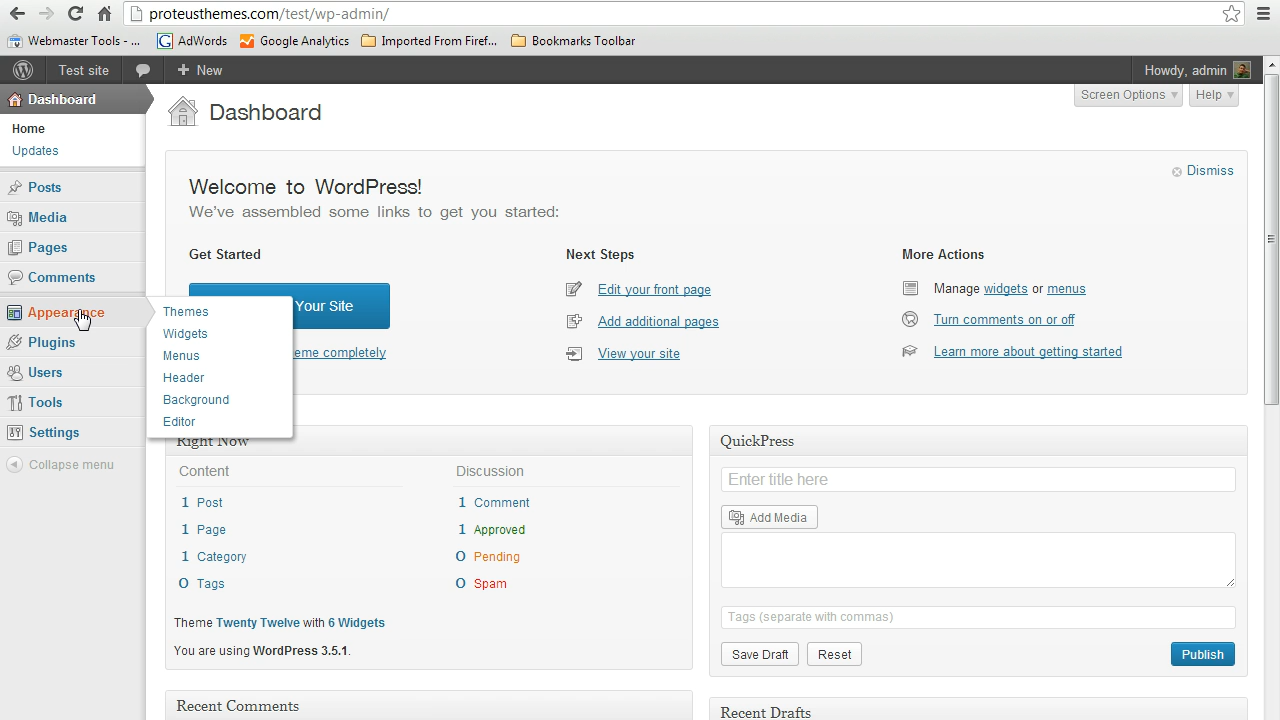 proteusthemes.com/test/wp-admin/
Webmaster Tools - ... AdWords Google Analytics Imported From Firef... Bookmarks Toolbar
Test site New Howdy, admin
Dashboard
Home
Updates
Posts
Media
Pages
Comments
Appearance
Plugins
Users
Tools
Settings
Collapse menu
Themes
Widgets
Menus
Header
Background
Editor
Screen Options Help
Dashboard
Dismiss
Welcome to WordPress!
We've assembled some links to get you started:
Get Started
Your Site
completely
Next Steps
Edit your front page
Add additional pages
View your site
More Actions
Manage widgets or menus
Turn comments on or off
Learn more about getting started
Right Now
Content Discussion
1 Post 1 Comment
1 Page 1 Approved
1 Category 0 Pending
0 Tags 0 Spam
Theme Twenty Twelve with 6 Widgets
You are using WordPress 3.5.1.
Recent Comments
QuickPress
Enter title here
Add Media
Tags (separate with commas)
Save Draft Reset Publish
Recent Drafts